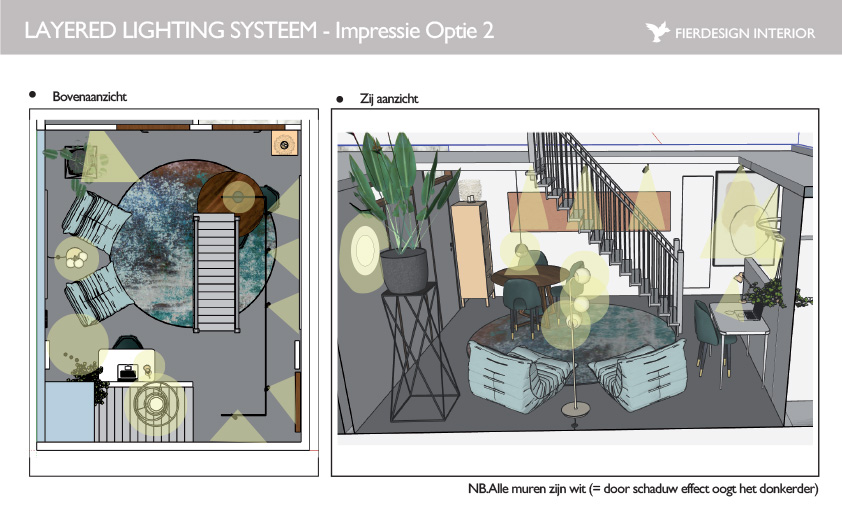 LAYERED LIGHTING SYSTEEM - Impressie Optie 2
FIERDESIGN INTERIOR
Bovenaanzicht
Zij aanzicht
NB.Alle muren zijn wit (= door schaduw effect oogt het donkerder)